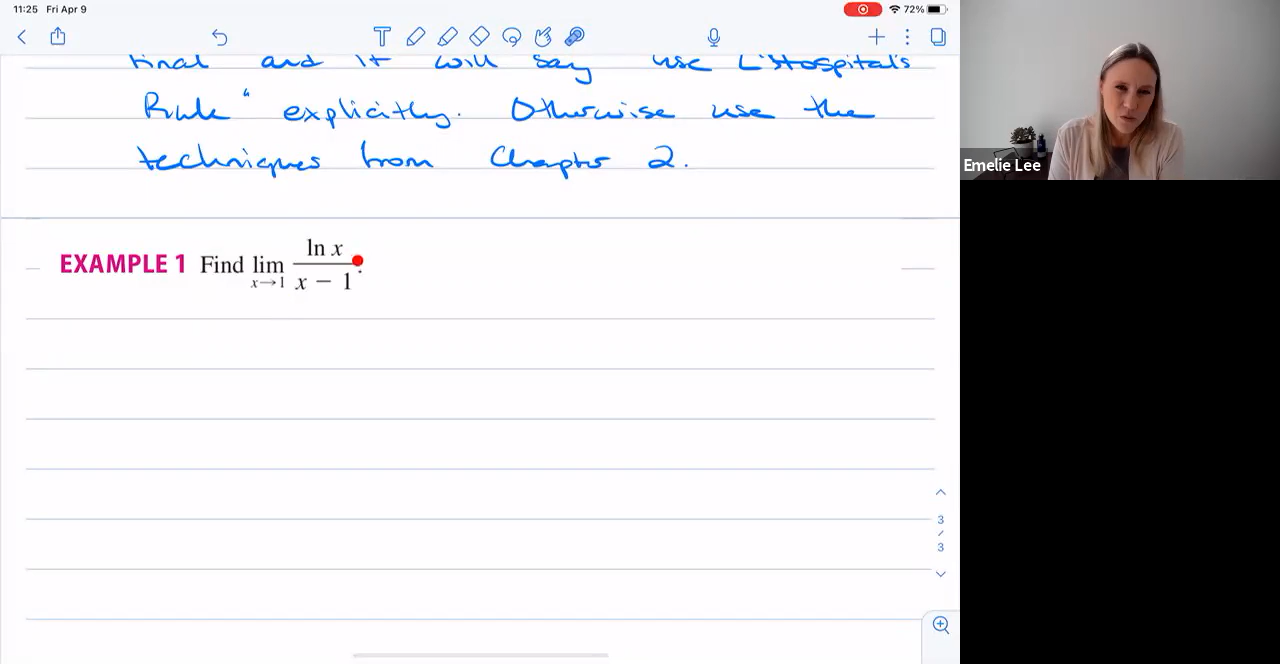 11:25 Fri Apr 9
72%
final and it will say use L'Hospital's
Rule" explicitly. Otherwise use the
techniques from Chapter 2.
Emelie Lee
EXAMPLE 1 Find lim x→1 ln x / x − 1.
3
/
3